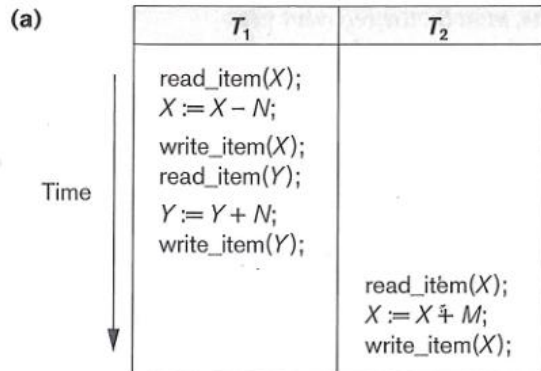 (a)
T₁ T₂
read_item(X);
X := X – N;
write_item(X);
read_item(Y);
Time
Y := Y + N;
write_item(Y);
read_item(X);
X := X + M;
write_item(X);